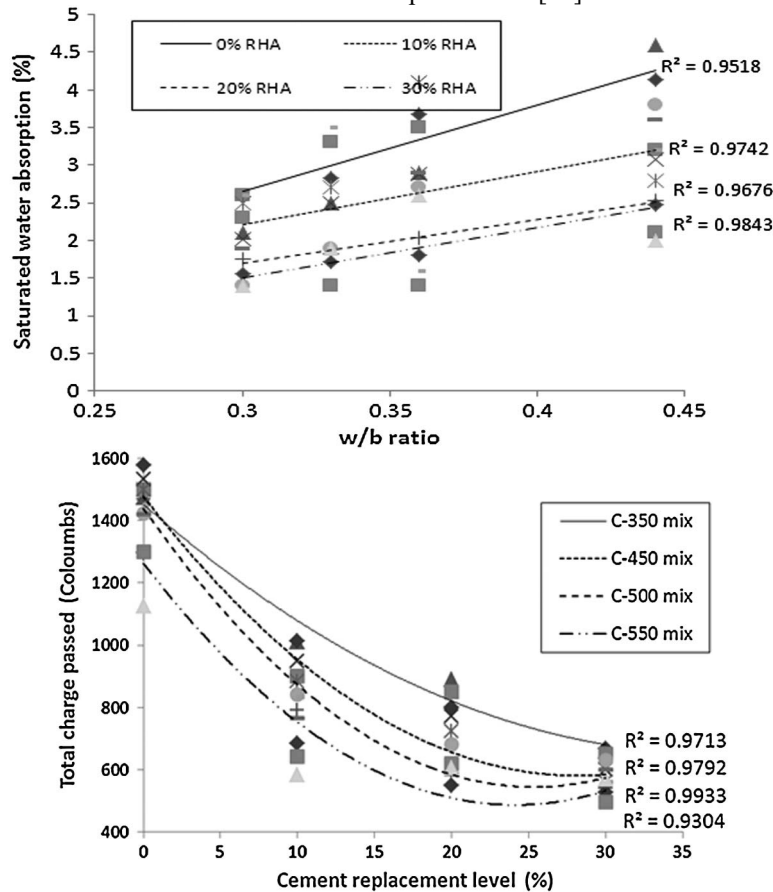 5
4.5
4
3.5
3
2.5
2
1.5
1
0.5
0
Saturated water absorption (%)
0% RHA 10% RHA
20% RHA 30% RHA
R² = 0.9518
R² = 0.9742
R² = 0.9676
R² = 0.9843
0.25 0.3 0.35 0.4 0.45
w/b ratio
1600
1400
1200
1000
800
600
400
Total charge passed (Coloumbs)
C-350 mix
C-450 mix
C-500 mix
C-550 mix
R² = 0.9713
R² = 0.9792
R² = 0.9933
R² = 0.9304
0 5 10 15 20 25 30 35
Cement replacement level (%)